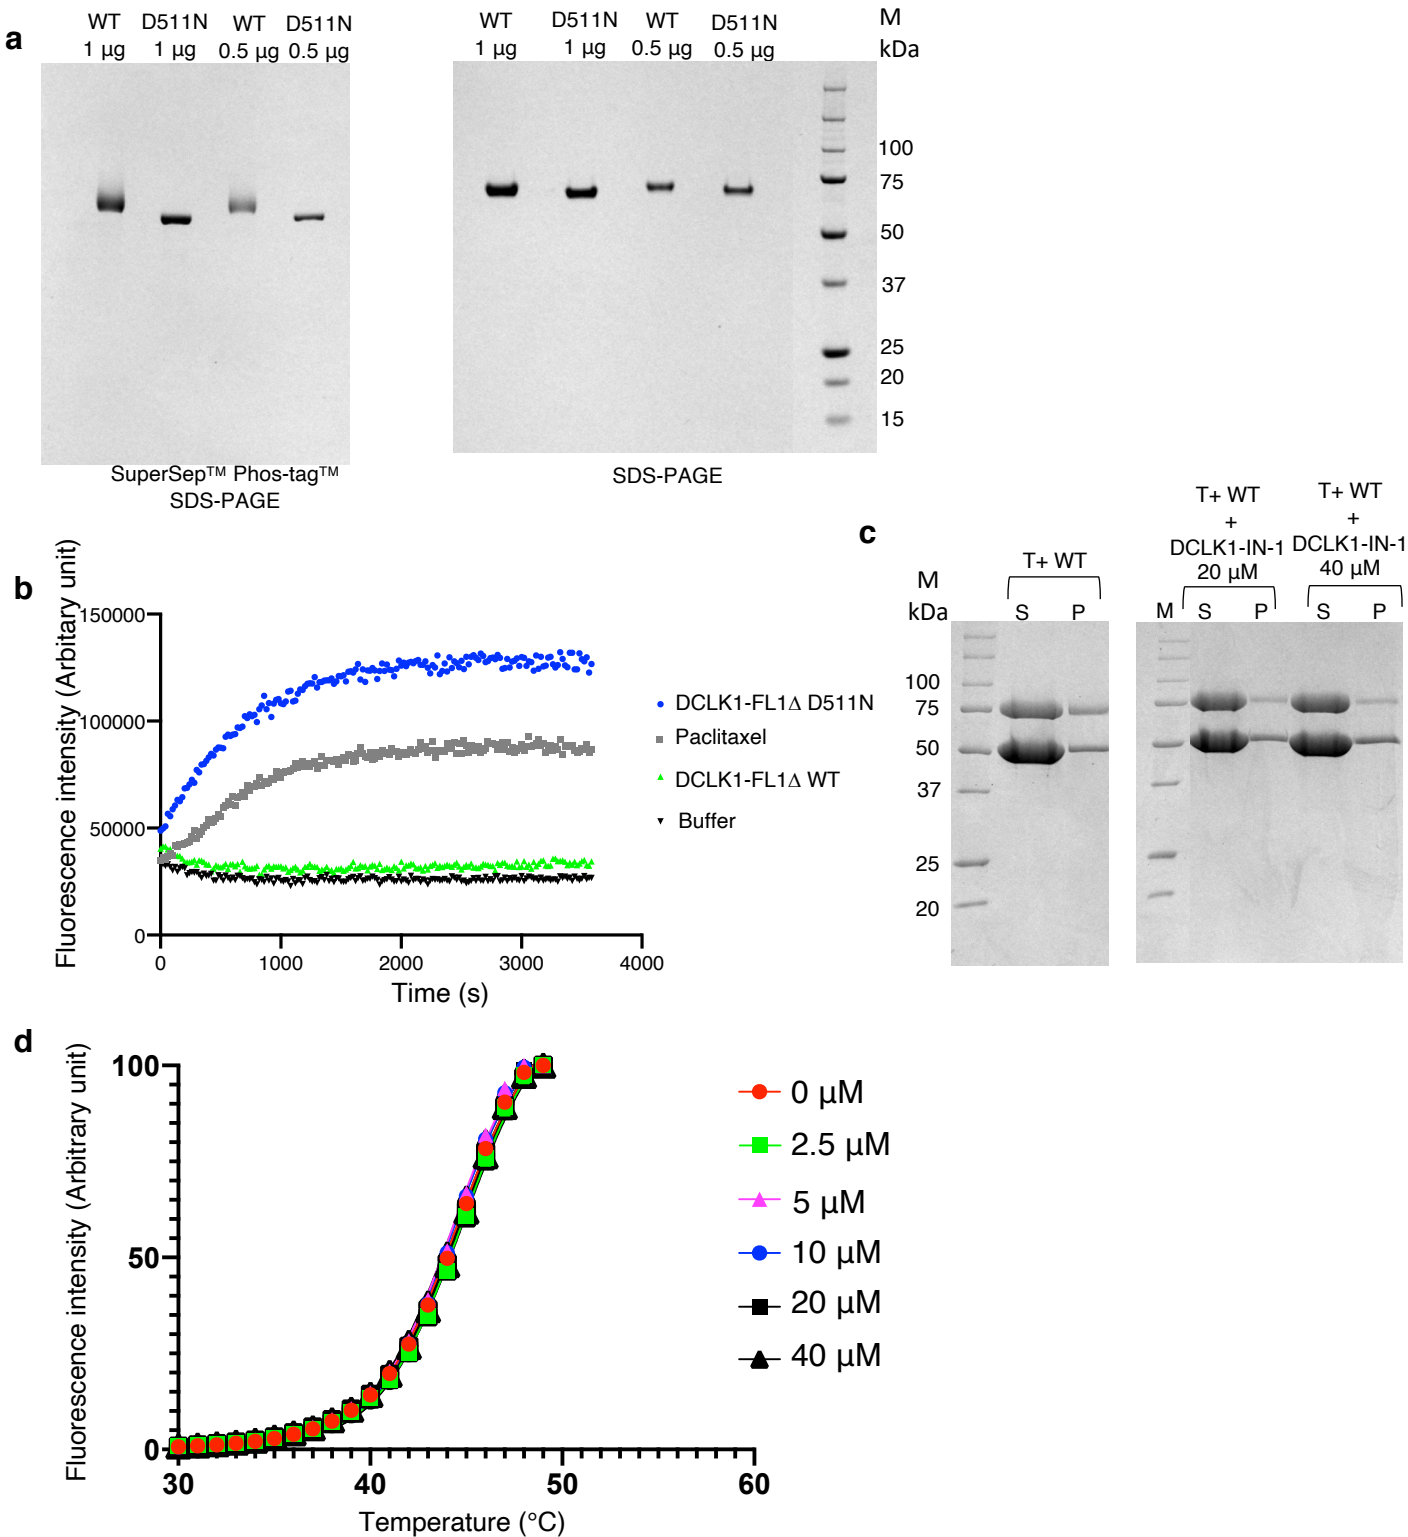 a
WT D511N WT D511N
1 µg 1 µg 0.5 µg 0.5 µg
WT D511N WT D511N
1 µg 1 µg 0.5 µg 0.5 µg
M
kDa
100
75
50
37
25
20
15
SuperSep™ Phos-tag™
SDS-PAGE
SDS-PAGE
b
Fluorescence intensity (Arbitary unit)
150000
100000
50000
0
0 1000 2000 3000 4000
Time (s)
DCLK1-FL1Δ D511N
Paclitaxel
DCLK1-FL1Δ WT
Buffer
c
M
kDa
T+ WT
S P
100
75
50
37
25
20
T+ WT
+
DCLK1-IN-1
20 µM
T+ WT
+
DCLK1-IN-1
40 µM
M S P S P
d
Fluorescence intensity (Arbitrary unit)
100
50
0
30 40 50 60
Temperature (°C)
0 µM
2.5 µM
5 µM
10 µM
20 µM
40 µM